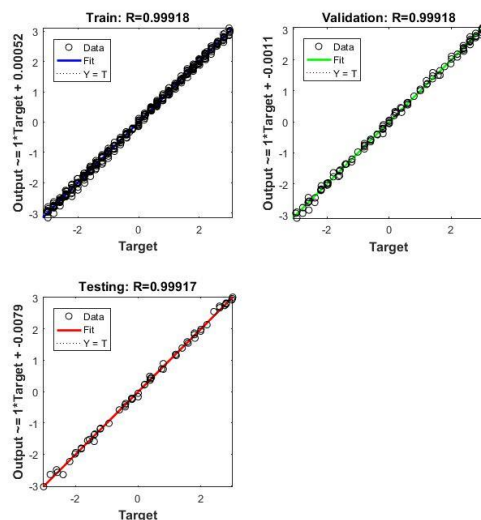 Train: R=0.99918
Output ~= 1*Target + 0.00052
3
2
1
0
-1
-2
-3
Data
Fit
Y = T
-2
0
2
Target
Validation: R=0.99918
Output ~= 1*Target + -0.0011
3
2
1
0
-1
-2
-3
Data
Fit
Y = T
-2
0
2
Target
Testing: R=0.99917
Output ~= 1*Target + -0.0079
3
2
1
0
-1
-2
-3
Data
Fit
Y = T
-2
0
2
Target